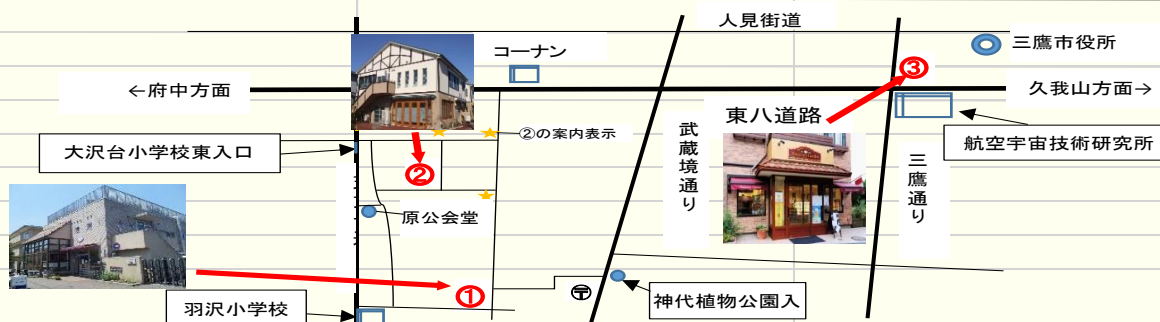 人見街道
三鷹市役所
コーナン
③
←府中方面
久我山方面→
東八道路
②の案内表示
大沢台小学校東入口
武蔵境通り
航空宇宙技術研究所
三鷹通り
②
原公会堂
①
〒
神代植物公園入
羽沢小学校